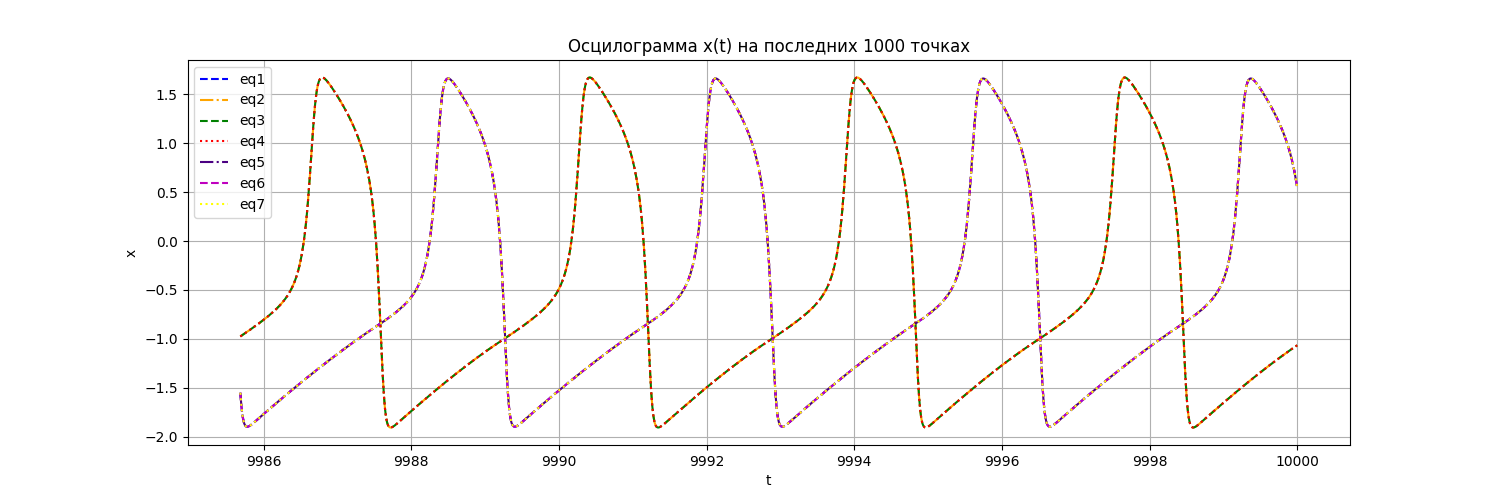 Осцилограмма x(t) на последних 1000 точках
x
1.5
1.0
0.5
0.0
−0.5
−1.0
−1.5
−2.0
eq1
eq2
eq3
eq4
eq5
eq6
eq7
9986
9988
9990
9992
9994
9996
9998
10000
t